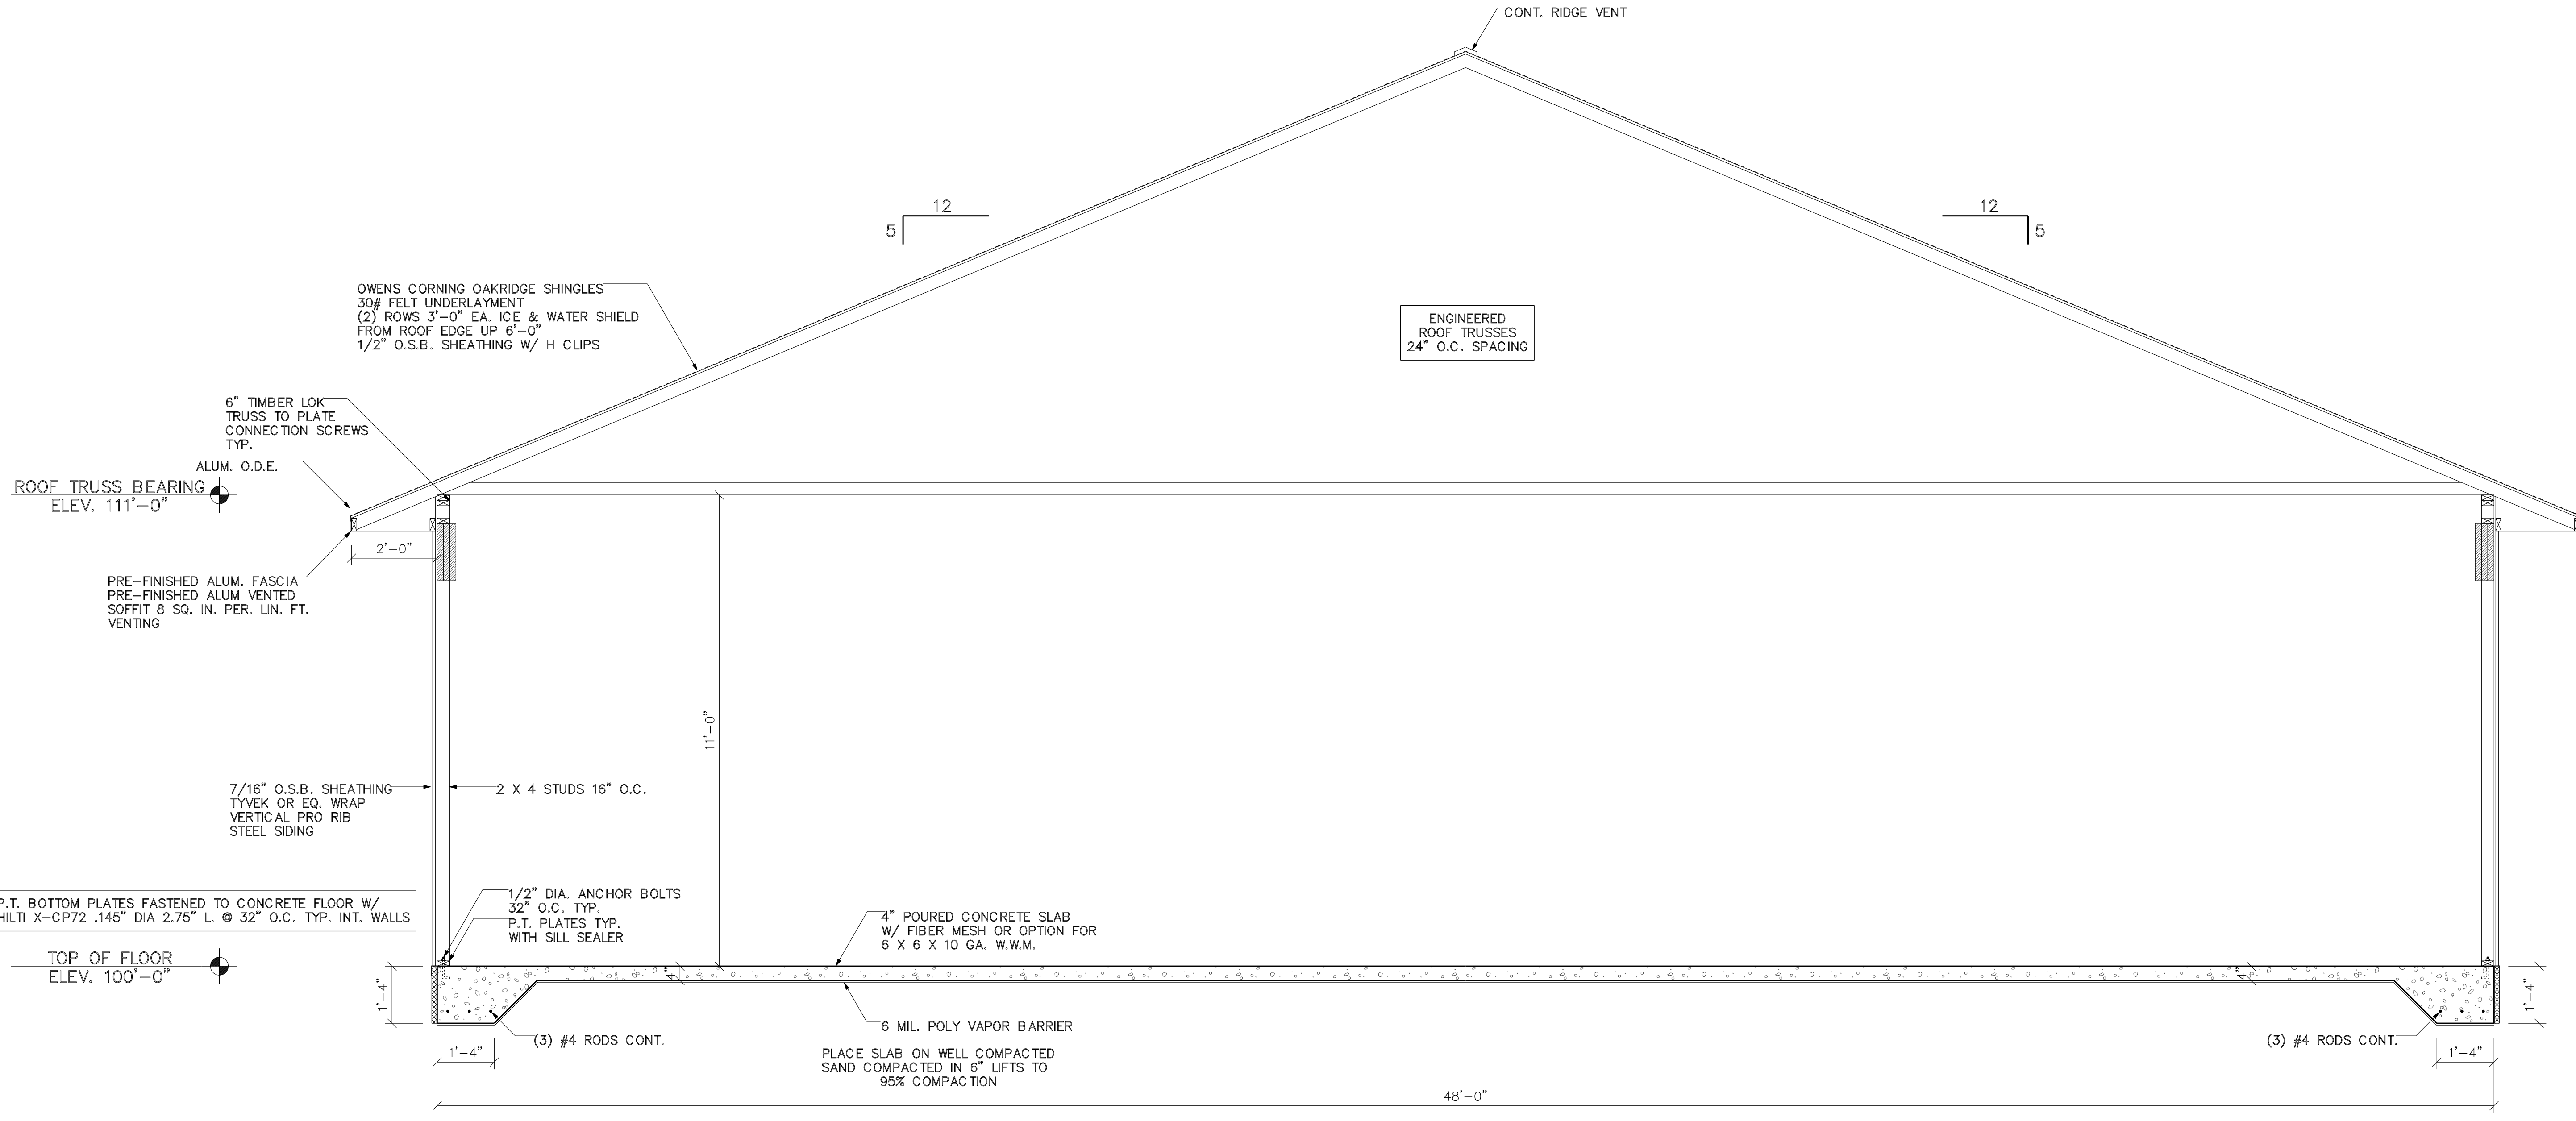 CONT. RIDGE VENT
12
5
12
5
OWENS CORNING OAKRIDGE SHINGLES
30# FELT UNDERLAYMENT
(2) ROWS 3'-0" EA. ICE & WATER SHIELD
FROM ROOF EDGE UP 6'-0"
1/2" O.S.B. SHEATHING W/ H CLIPS
ENGINEERED
ROOF TRUSSES
24" O.C. SPACING
6" TIMBER LOK
TRUSS TO PLATE
CONNECTION SCREWS
TYP.
ALUM. O.D.E.
ROOF TRUSS BEARING
ELEV. 111'-0"
2'-0"
PRE-FINISHED ALUM. FASCIA
PRE-FINISHED ALUM VENTED
SOFFIT 8 SQ. IN. PER. LIN. FT.
VENTING
11'-0"
7/16" O.S.B. SHEATHING
TYVEK OR EQ. WRAP
VERTICAL PRO RIB
STEEL SIDING
2 X 4 STUDS 16" O.C.
P.T. BOTTOM PLATES FASTENED TO CONCRETE FLOOR W/
HILTI X-CP72 .145" DIA 2.75" L. @ 32" O.C. TYP. INT. WALLS
1/2" DIA. ANCHOR BOLTS
32" O.C. TYP.
P.T. PLATES TYP.
WITH SILL SEALER
4" POURED CONCRETE SLAB
W/ FIBER MESH OR OPTION FOR
6 X 6 X 10 GA. W.W.M.
TOP OF FLOOR
ELEV. 100'-0"
1'-4"
4"
4"
1'-4"
6 MIL. POLY VAPOR BARRIER
(3) #4 RODS CONT.
(3) #4 RODS CONT.
1'-4"
1'-4"
PLACE SLAB ON WELL COMPACTED
SAND COMPACTED IN 6" LIFTS TO
95% COMPACTION
48'-0"